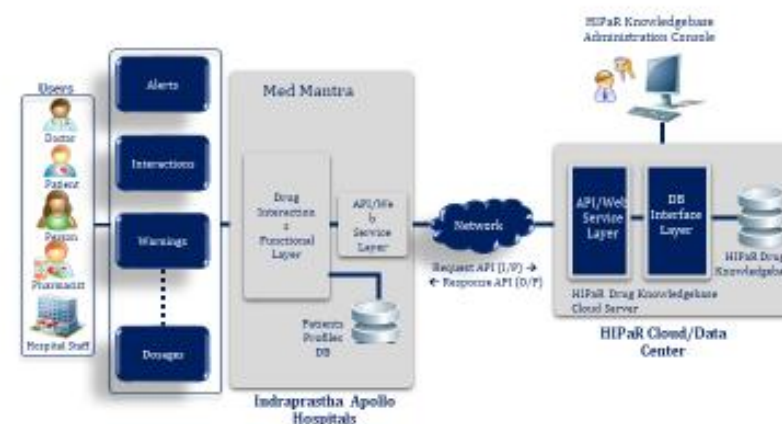 Users
Doctor
Patient
Person
Pharmacist
Hospital Staff
Alerts
Interactions
Warnings
Dosages
Med Mantra
Drug
Interaction
s
Functional
Layer
API/We
b
Service
Layer
Patients
Profiles
DB
Indraprastha Apollo
Hospitals
Network
Request API (I/P) →
← Response API (O/P)
HIPaR Knowledgebase
Administration Console
API/Web
Service
Layer
DB
Interface
Layer
HIPaR Drug
Knowledgeba
HIPaR Drug Knowledgebase
Cloud Server
HIPaR Cloud/Data
Center